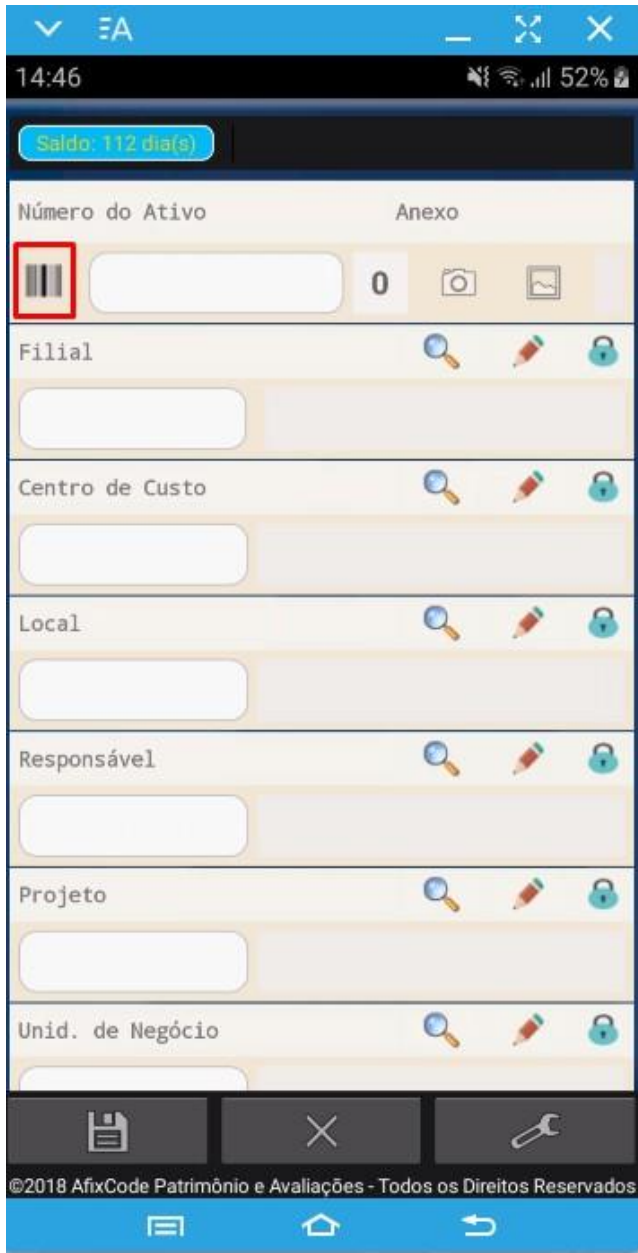 ΞA
14:46 52%
Saldo: 112 dia(s)
Número do Ativo Anexo
0
Filial
Centro de Custo
Local
Responsável
Projeto
Unid. de Negócio
©2018 AfixCode Patrimônio e Avaliações - Todos os Direitos Reservados